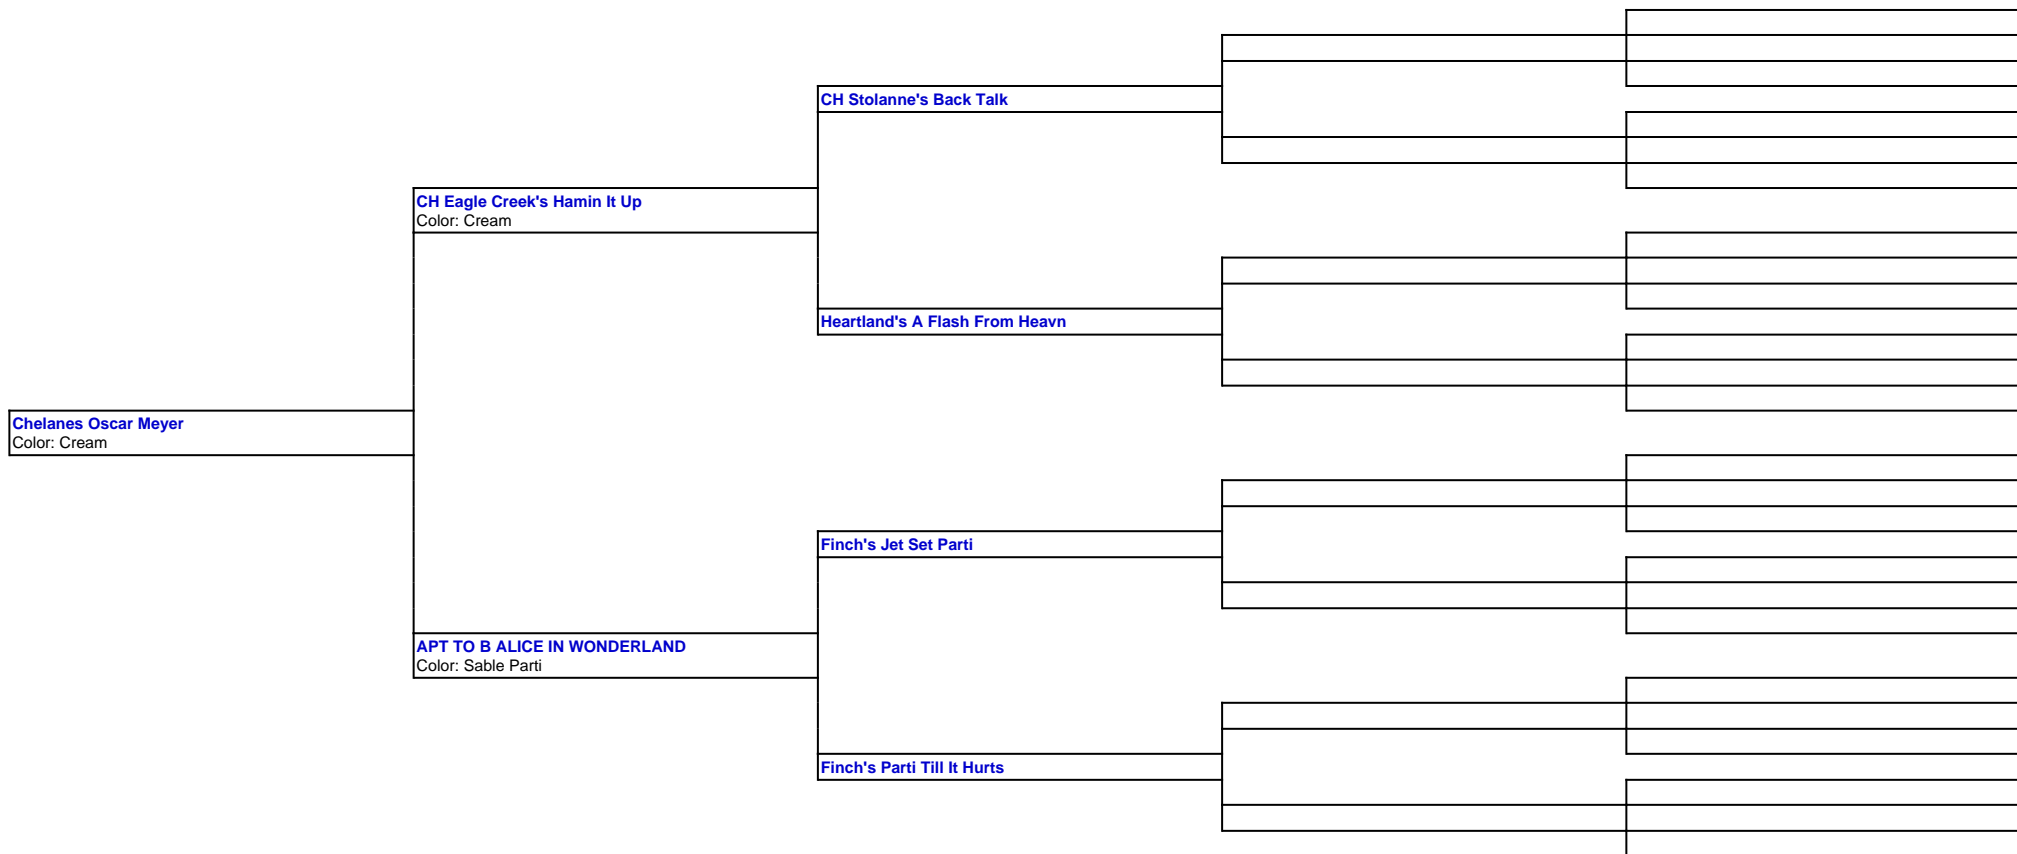 CH Stolanne's Back Talk
CH Eagle Creek's Hamin It Up
Color: Cream
Heartland's A Flash From Heavn
Chelanes Oscar Meyer
Color: Cream
Finch's Jet Set Parti
APT TO B ALICE IN WONDERLAND
Color: Sable Parti
Finch's Parti Till It Hurts